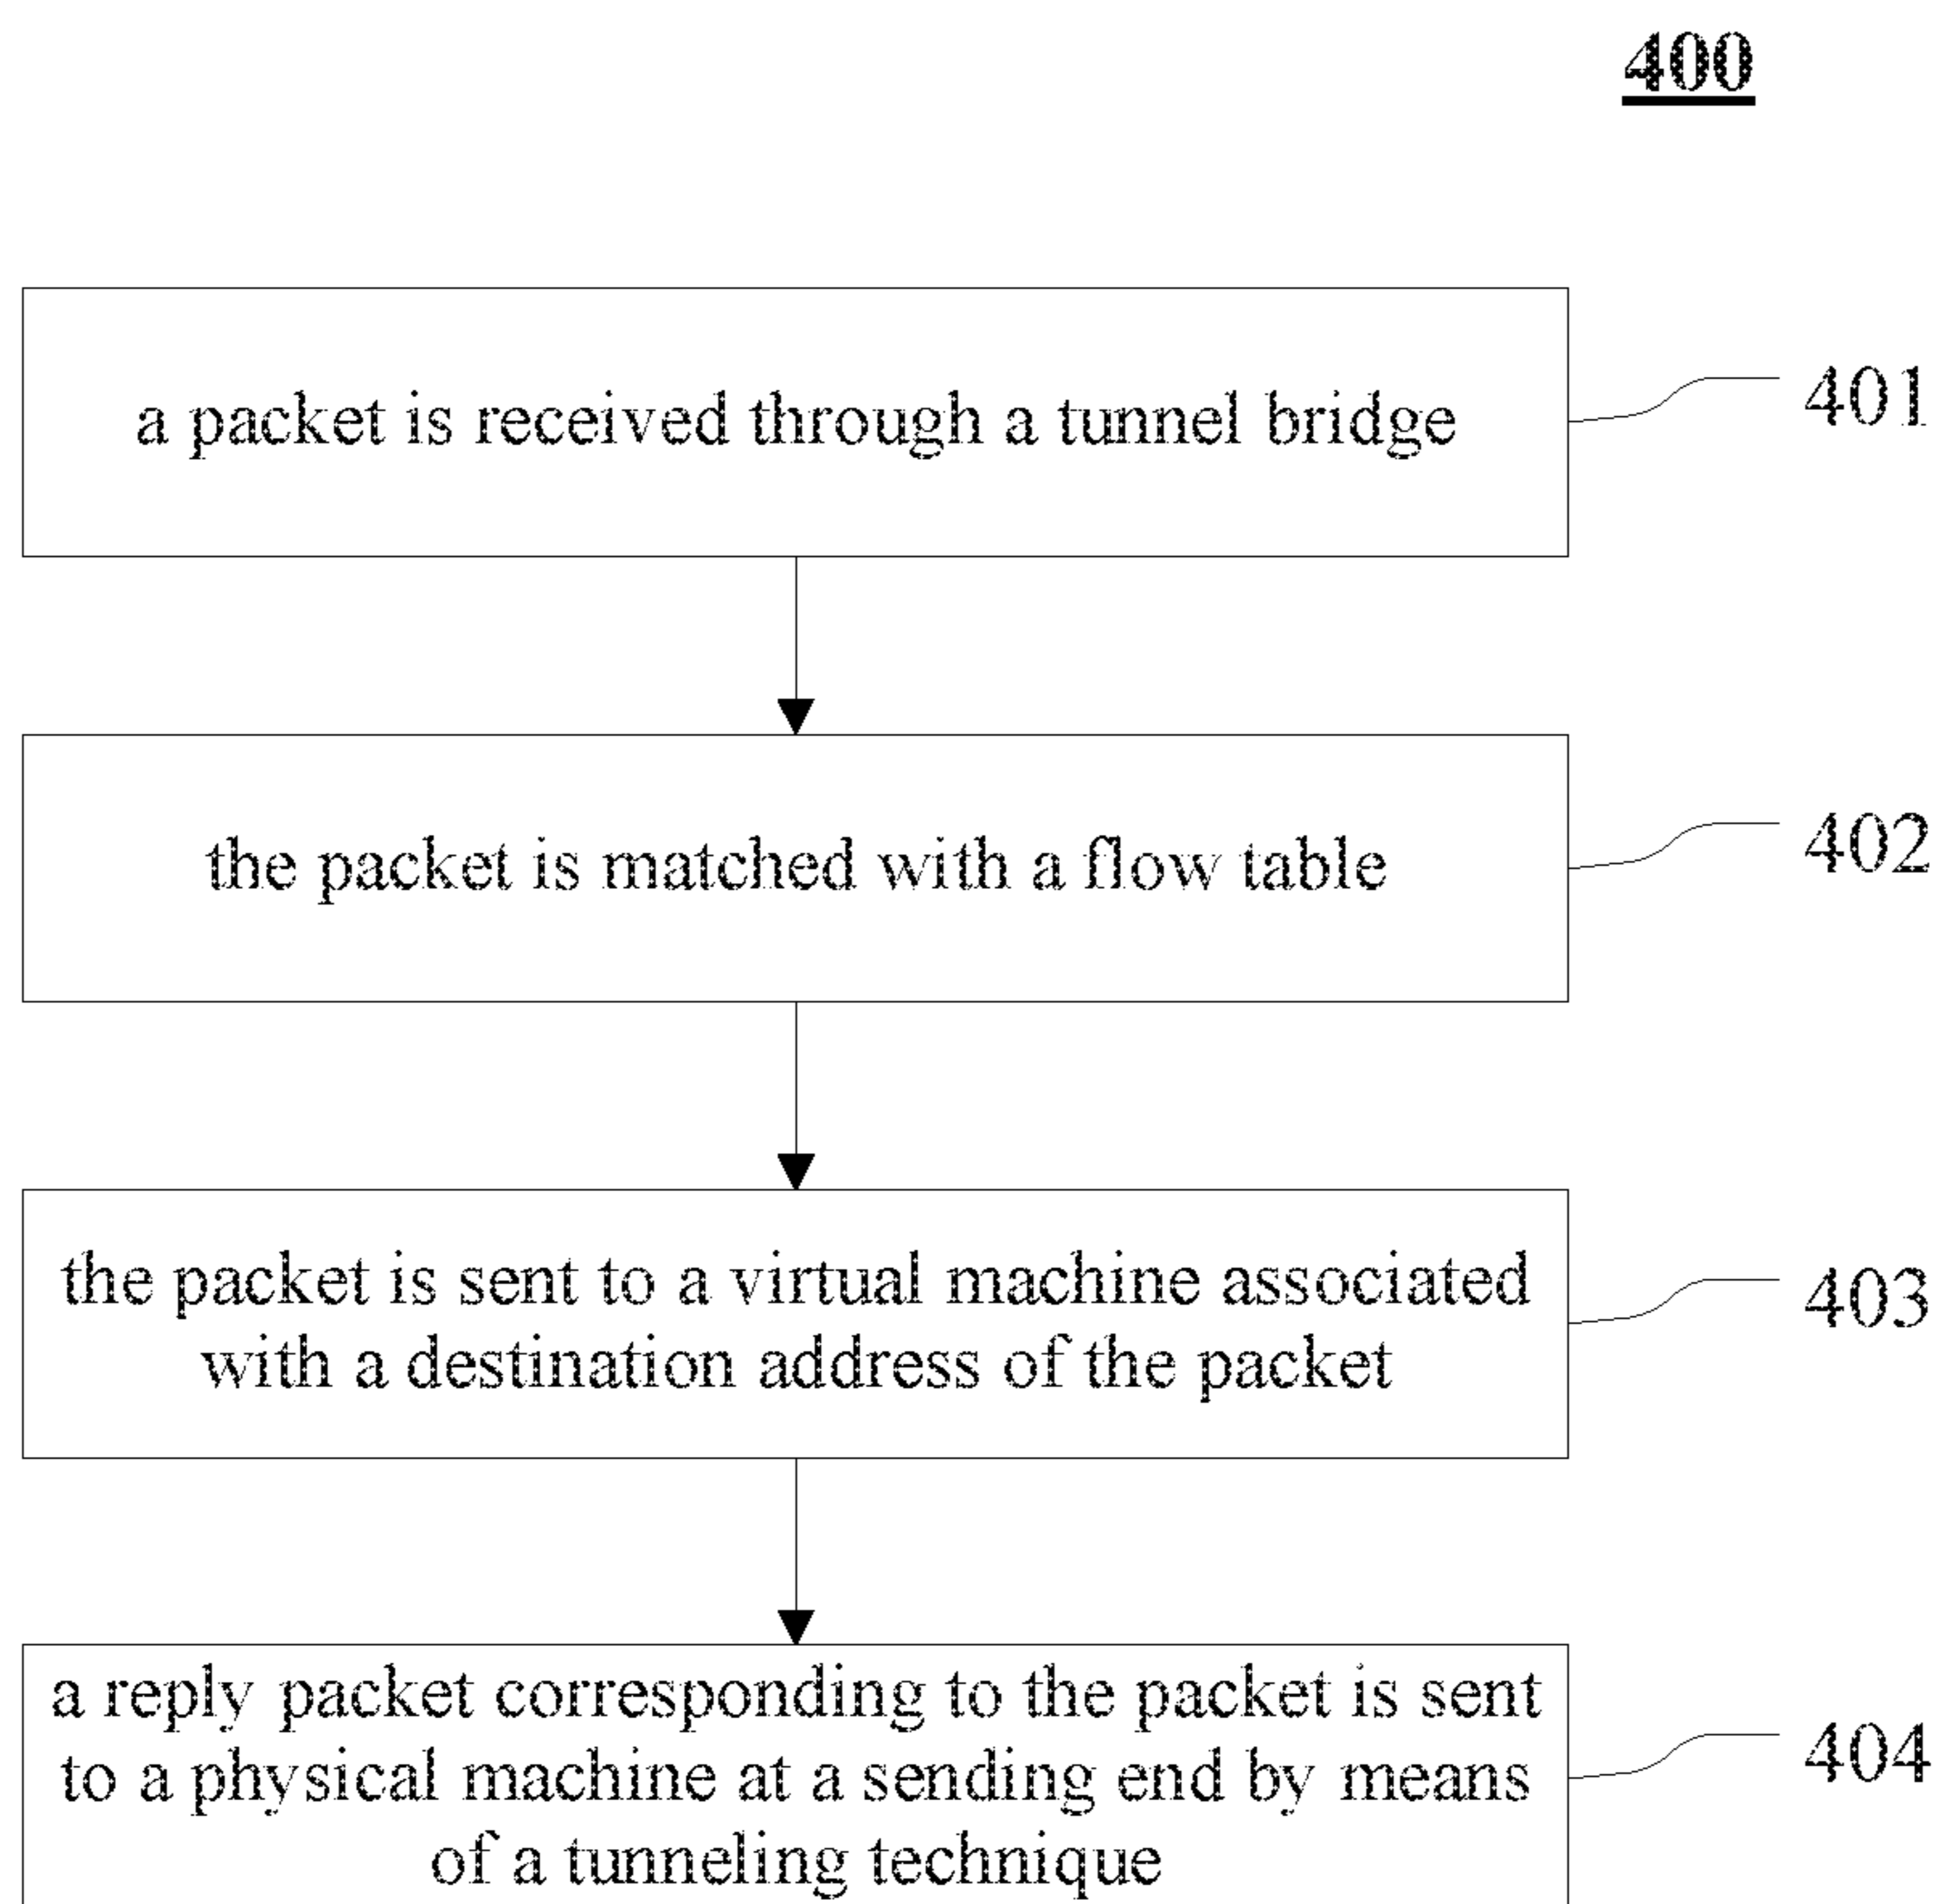 400
a packet is received through a tunnel bridge
401
the packet is matched with a flow table
402
the packet is sent to a virtual machine associated
with a destination address of the packet
403
a reply packet corresponding to the packet is sent
to a physical machine at a sending end by means
of a tunneling technique
404